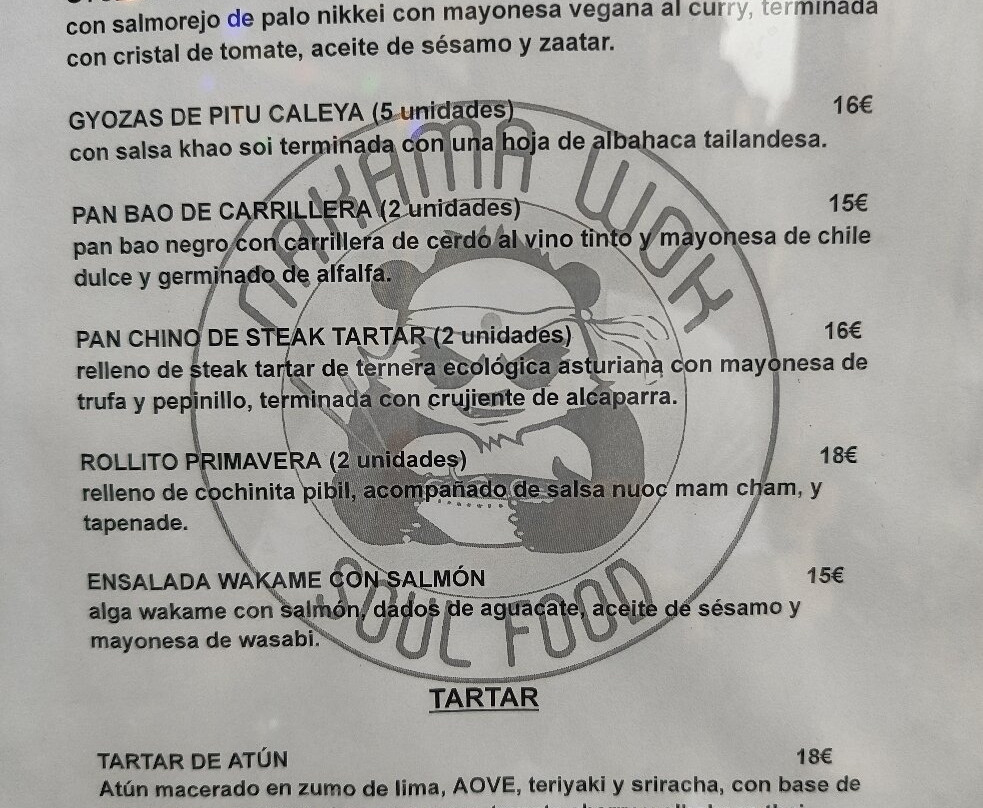 con salmorejo de palo nikkei con mayonesa vegana al curry, terminada
con cristal de tomate, aceite de sésamo y zaatar.
GYOZAS DE PITU CALEYA (5 unidades) 16€
con salsa khao soi terminada con una hoja de albahaca tailandesa.
PAN BAO DE CARRILLERA (2 unidades) 15€
pan bao negro con carrillera de cerdo al vino tinto y mayonesa de chile
dulce y germinado de alfalfa.
PAN CHINO DE STEAK TARTAR (2 unidades) 16€
relleno de steak tartar de ternera ecológica asturiana con mayonesa de
trufa y pepinillo, terminada con crujiente de alcaparra.
ROLLITO PRIMAVERA (2 unidades) 18€
relleno de cochinita pibil, acompañado de salsa nuoc mam cham, y
tapenade.
ENSALADA WAKAME CON SALMÓN 15€
alga wakame con salmón, dados de aguacate, aceite de sésamo y
mayonesa de wasabi.
TARTAR
TARTAR DE ATÚN 18€
Atún macerado en zumo de lima, AOVE, teriyaki y sriracha, con base de
NAKAMA WOK
SOUL FOOD